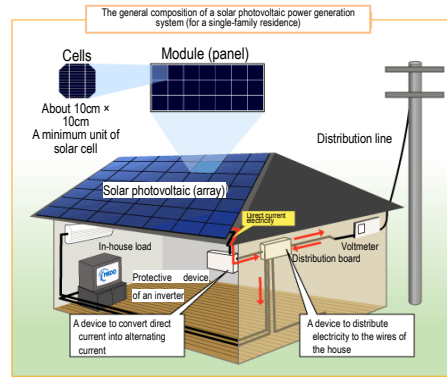 The general composition of a solar photovoltaic power generation
system (for a single-family residence)
Cells
Module (panel)
About 10cm ×
10cm
A minimum unit of
solar cell
Distribution line
Solar photovoltaic (array)
Direct current
electricity
In-house load
Voltmeter
Distribution board
NEDO
Protective device
of an inverter
A device to convert direct
current into alternating
current
A device to distribute
electricity to the wires of
the house